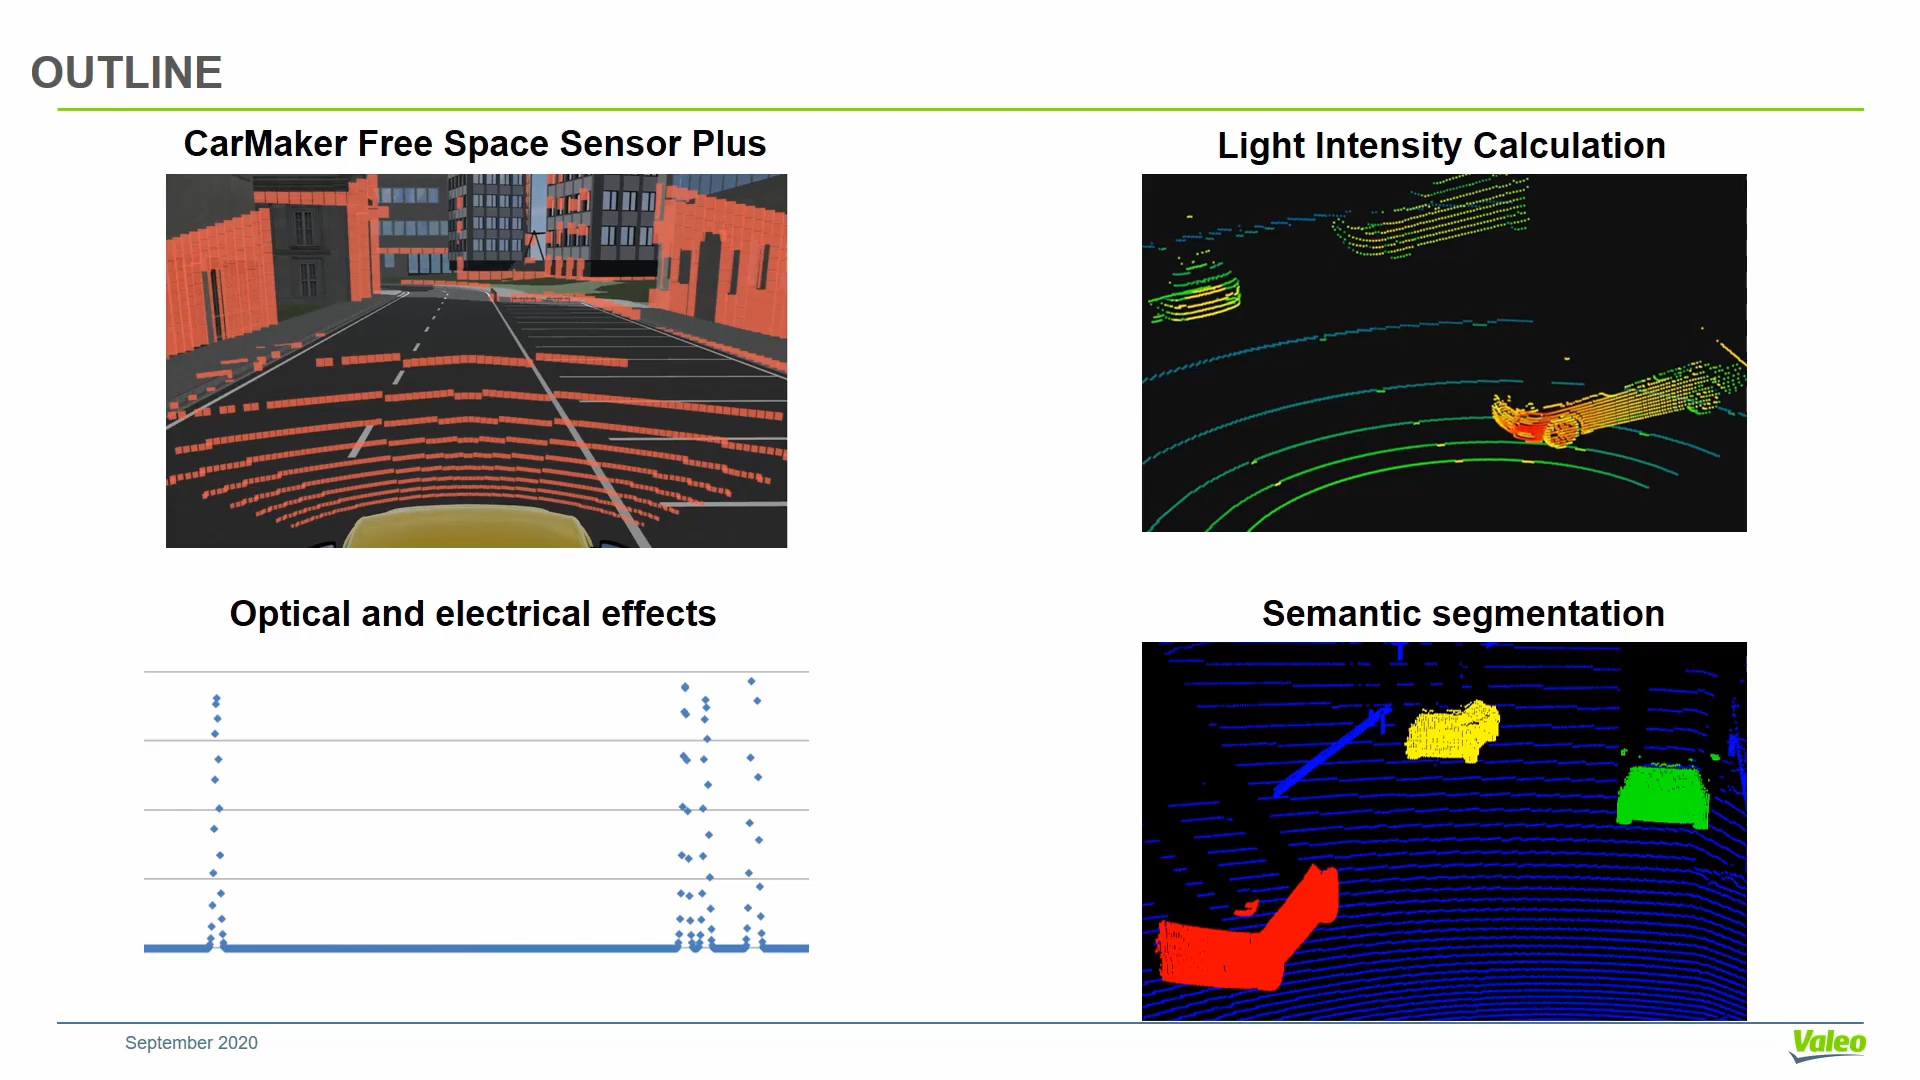 OUTLINE
CarMaker Free Space Sensor Plus
Light Intensity Calculation
Optical and electrical effects
Semantic segmentation
September 2020
Valeo